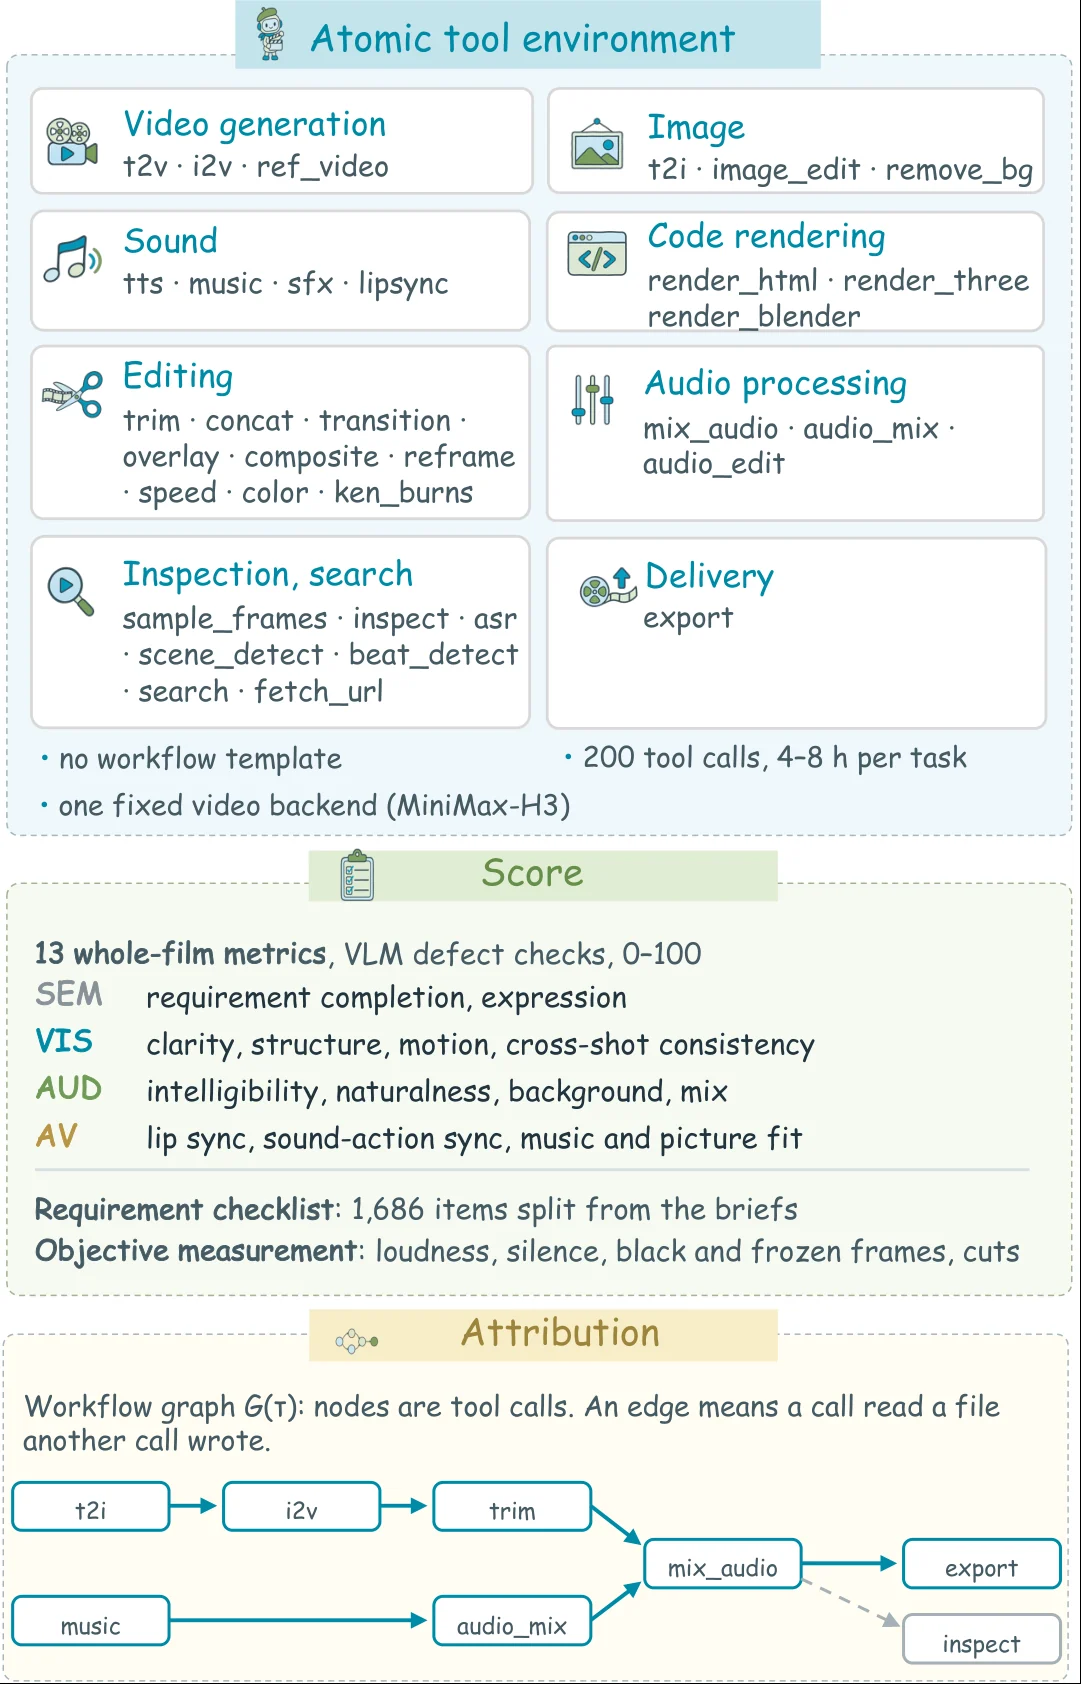 Atomic tool environment
Video generation
t2v · i2v · ref_video
Image
t2i · image_edit · remove_bg
Sound
tts · music · sfx · lipsync
Code rendering
render_html · render_three
render_blender
Editing
trim · concat · transition ·
overlay · composite · reframe
· speed · color · ken_burns
Audio processing
mix_audio · audio_mix ·
audio_edit
Inspection, search
sample_frames · inspect · asr
· scene_detect · beat_detect
· search · fetch_url
Delivery
export
• no workflow template
• 200 tool calls, 4–8 h per task
• one fixed video backend (MiniMax-H3)
Score
13 whole-film metrics, VLM defect checks, 0–100
SEM requirement completion, expression
VIS clarity, structure, motion, cross-shot consistency
AUD intelligibility, naturalness, background, mix
AV lip sync, sound-action sync, music and picture fit
Requirement checklist: 1,686 items split from the briefs
Objective measurement: loudness, silence, black and frozen frames, cuts
Attribution
Workflow graph G(τ): nodes are tool calls. An edge means a call read a file
another call wrote.
t2i
i2v
trim
mix_audio
export
music
audio_mix
inspect